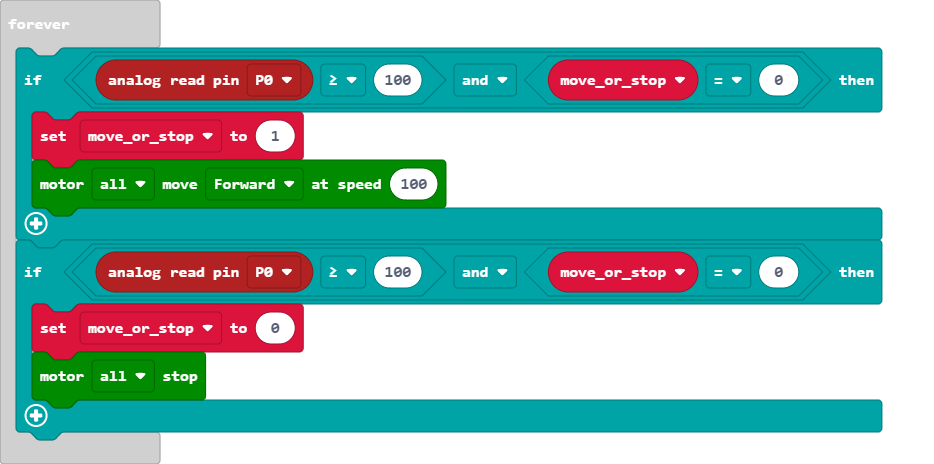 forever
if analog read pin P0 ≥ 100 and move_or_stop = 0 then
set move_or_stop to 1
motor all move Forward at speed 100
if analog read pin P0 ≥ 100 and move_or_stop = 0 then
set move_or_stop to 0
motor all stop